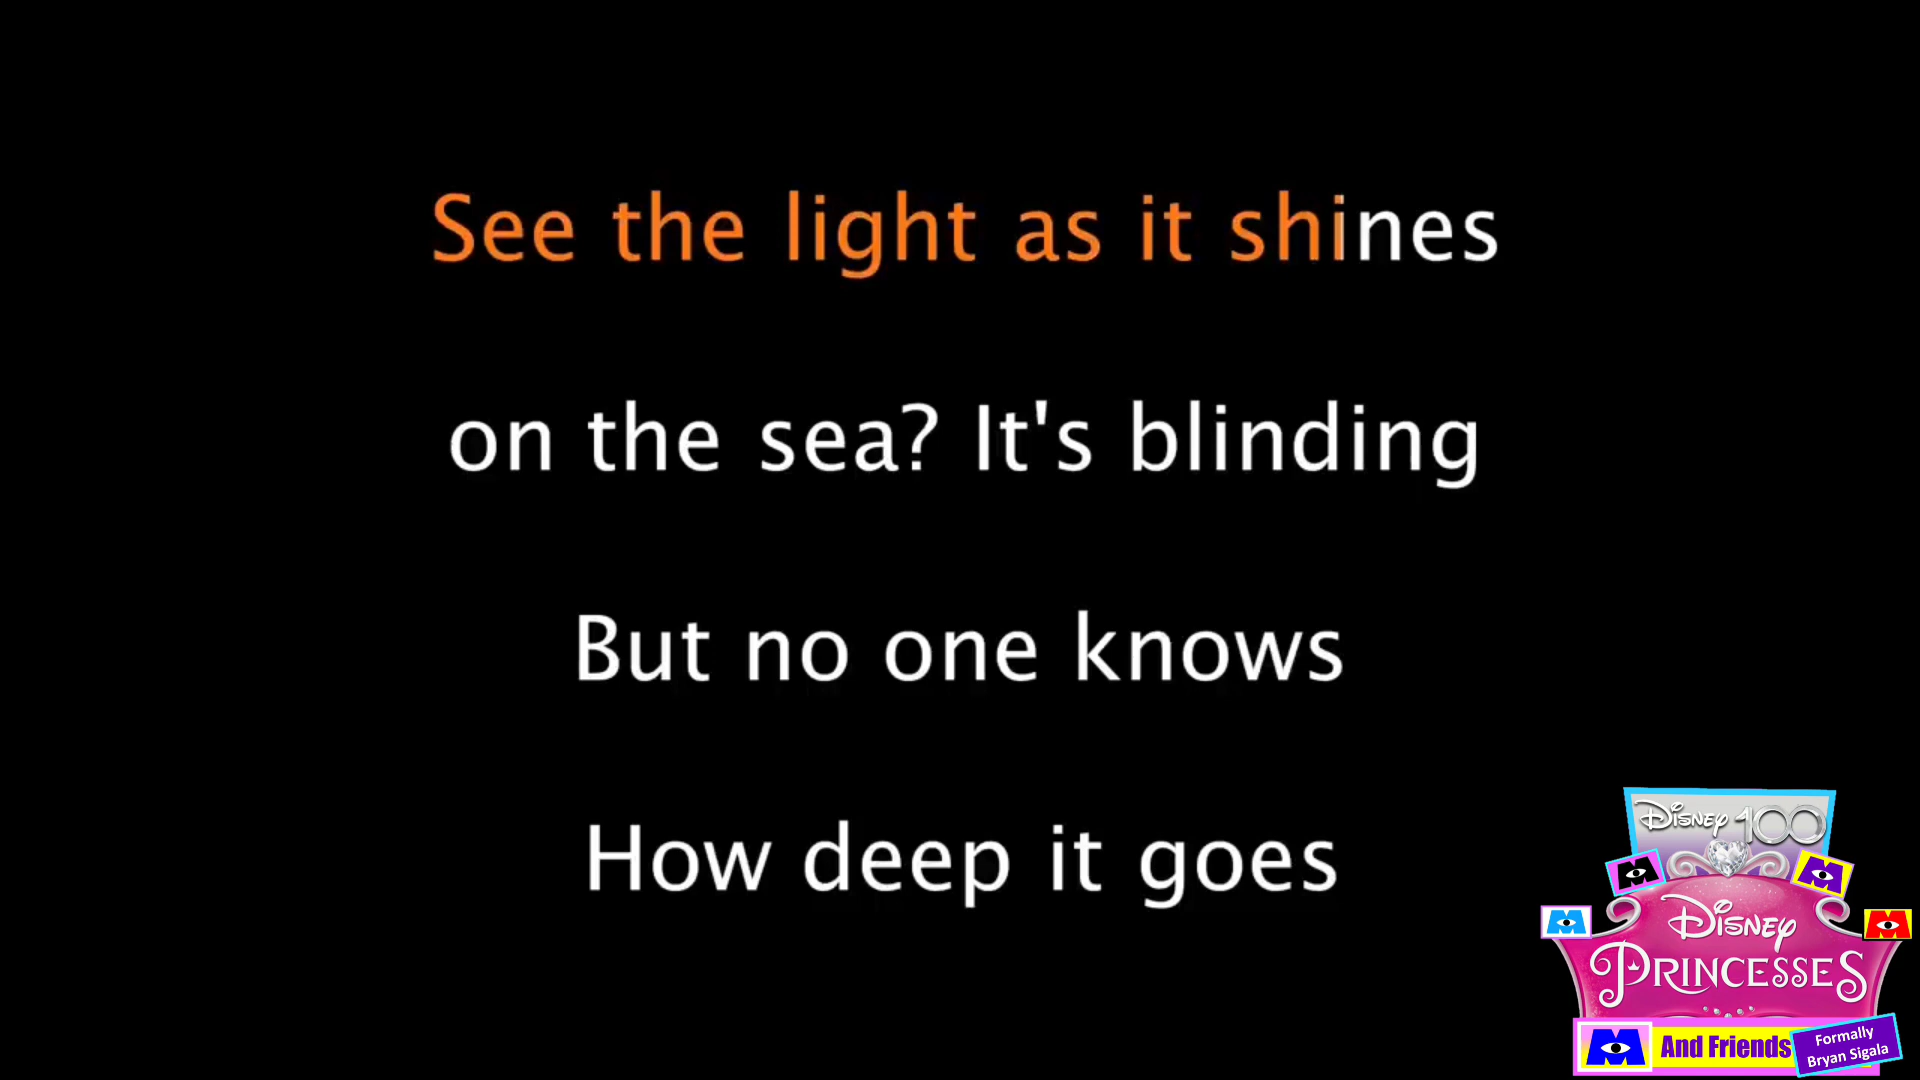 See the light as it shines
on the sea? It's blinding
But no one knows
How deep it goes
Disney 100
Disney
Princesses
And Friends
Formally
Bryan Sigala